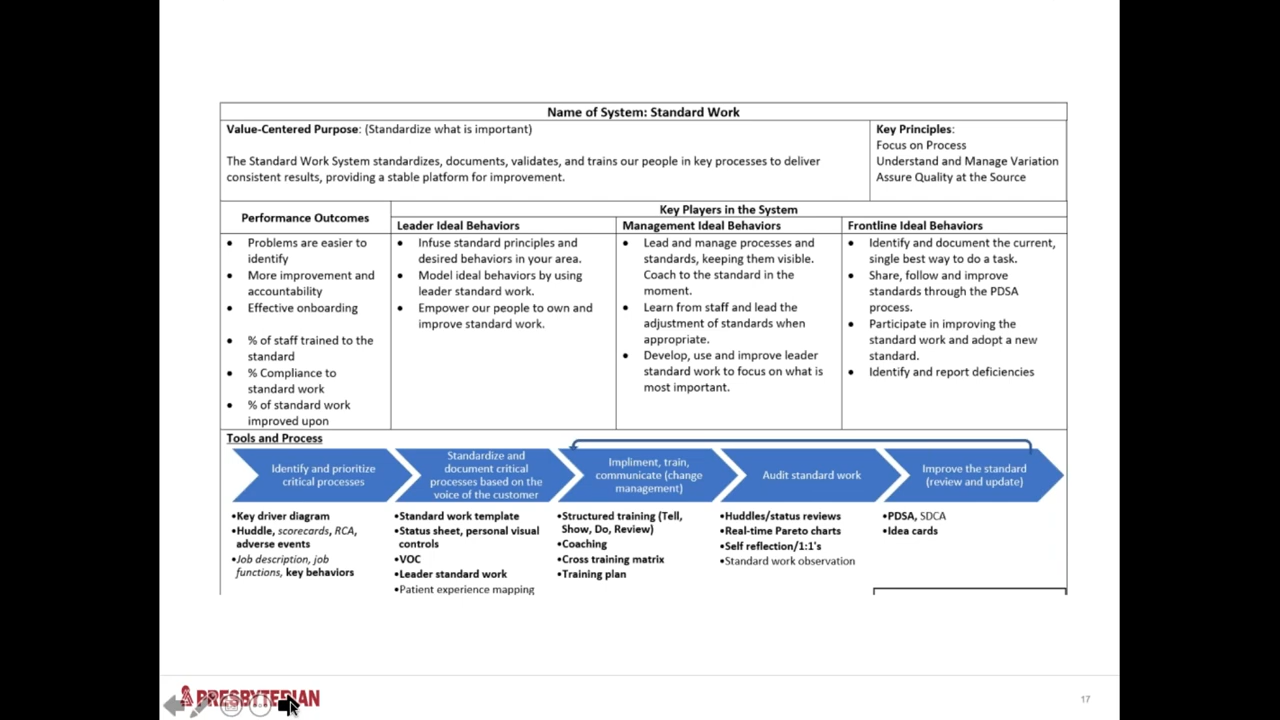 Name of System: Standard Work
Value-Centered Purpose: (Standardize what is important)
The Standard Work System standardizes, documents, validates, and trains our people in key processes to deliver
consistent results, providing a stable platform for improvement.
Key Principles:
Focus on Process
Understand and Manage Variation
Assure Quality at the Source
Performance Outcomes
Key Players in the System
Leader Ideal Behaviors
Management Ideal Behaviors
Frontline Ideal Behaviors
• Problems are easier to
identify
• More improvement and
accountability
• Effective onboarding
• % of staff trained to the
standard
• % Compliance to
standard work
• % of standard work
improved upon
• Infuse standard principles and
desired behaviors in your area.
• Model ideal behaviors by using
leader standard work.
• Empower our people to own and
improve standard work.
• Lead and manage processes and
standards, keeping them visible.
Coach to the standard in the
moment.
• Learn from staff and lead the
adjustment of standards when
appropriate.
• Develop, use and improve leader
standard work to focus on what is
most important.
• Identify and document the current,
single best way to do a task.
• Share, follow and improve
standards through the PDSA
process.
• Participate in improving the
standard work and adopt a new
standard.
• Identify and report deficiencies
Tools and Process
Identify and prioritize
critical processes
Standardize and
document critical
processes based on the
voice of the customer
Impliment, train,
communicate (change
management)
Audit standard work
Improve the standard
(review and update)
•Key driver diagram
•Huddle, scorecards, RCA,
adverse events
•Job description, job
functions, key behaviors
•Standard work template
•Status sheet, personal visual
controls
•VOC
•Leader standard work
•Patient experience mapping
•Structured training (Tell,
Show, Do, Review)
•Coaching
•Cross training matrix
•Training plan
•Huddles/status reviews
•Real-time Pareto charts
•Self reflection/1:1's
•Standard work observation
•PDSA, SDCA
•Idea cards
PRESBYTERIAN
17